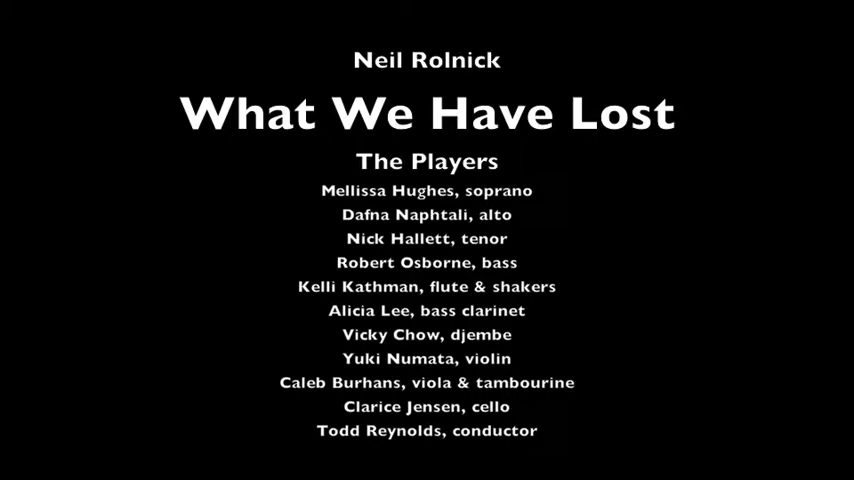 Neil Rolnick
What We Have Lost
The Players
Mellissa Hughes, soprano
Dafna Naphtali, alto
Nick Hallett, tenor
Robert Osborne, bass
Kelli Kathman, flute & shakers
Alicia Lee, bass clarinet
Vicky Chow, djembe
Yuki Numata, violin
Caleb Burhans, viola & tambourine
Clarice Jensen, cello
Todd Reynolds, conductor